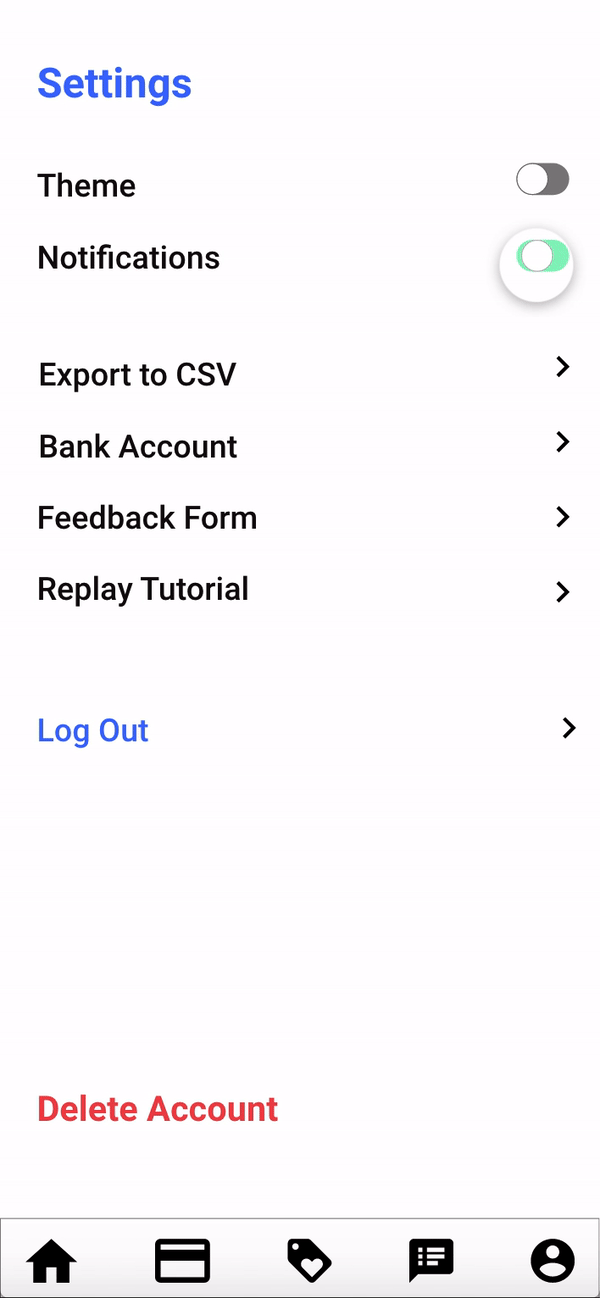 Settings
Theme
Notifications
Export to CSV
Bank Account
Feedback Form
Replay Tutorial
Log Out
Delete Account